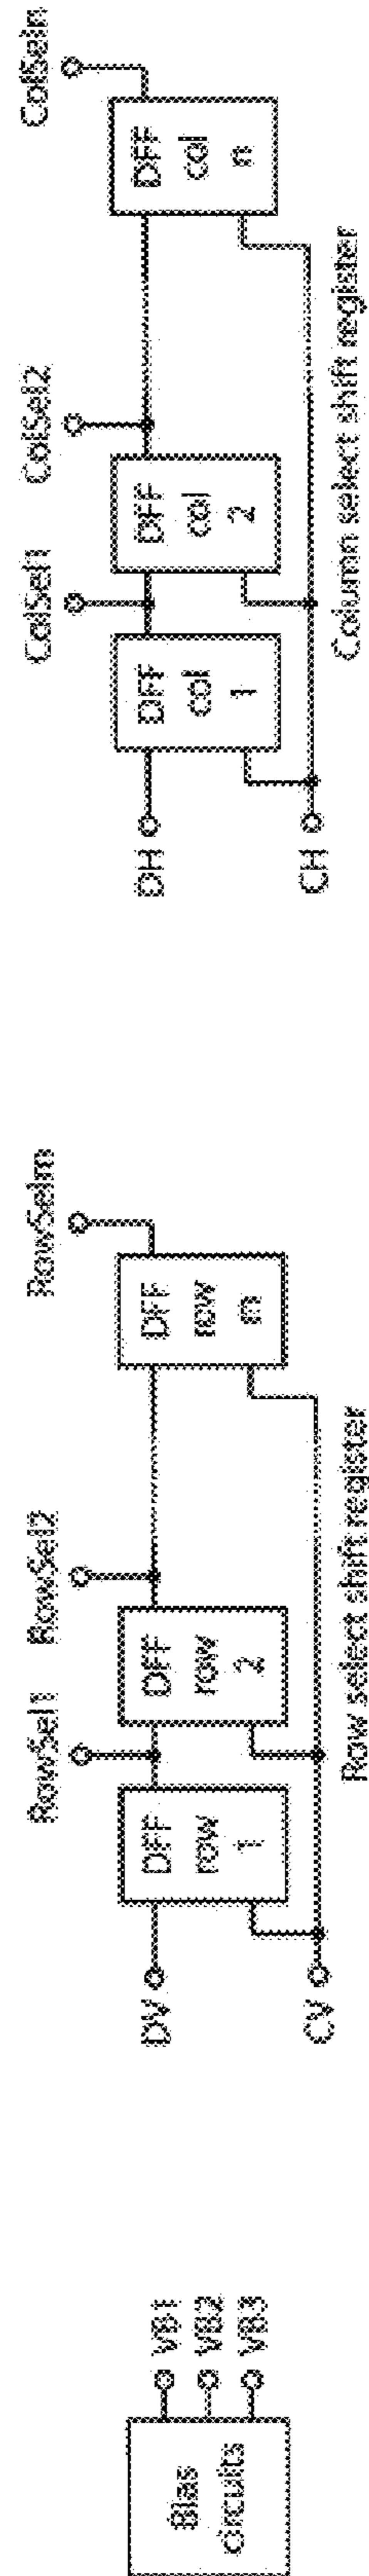 Bias
circuits
VB1
VB2
VB3
RowSel1
RowSel2
RowSelm
DV
DFF
row
1
DFF
row
2
DFF
row
m
CV
Row select shift register
ColSel1
ColSel2
ColSeln
DH
DFF
col
1
DFF
col
2
DFF
col
n
CH
Column select shift register